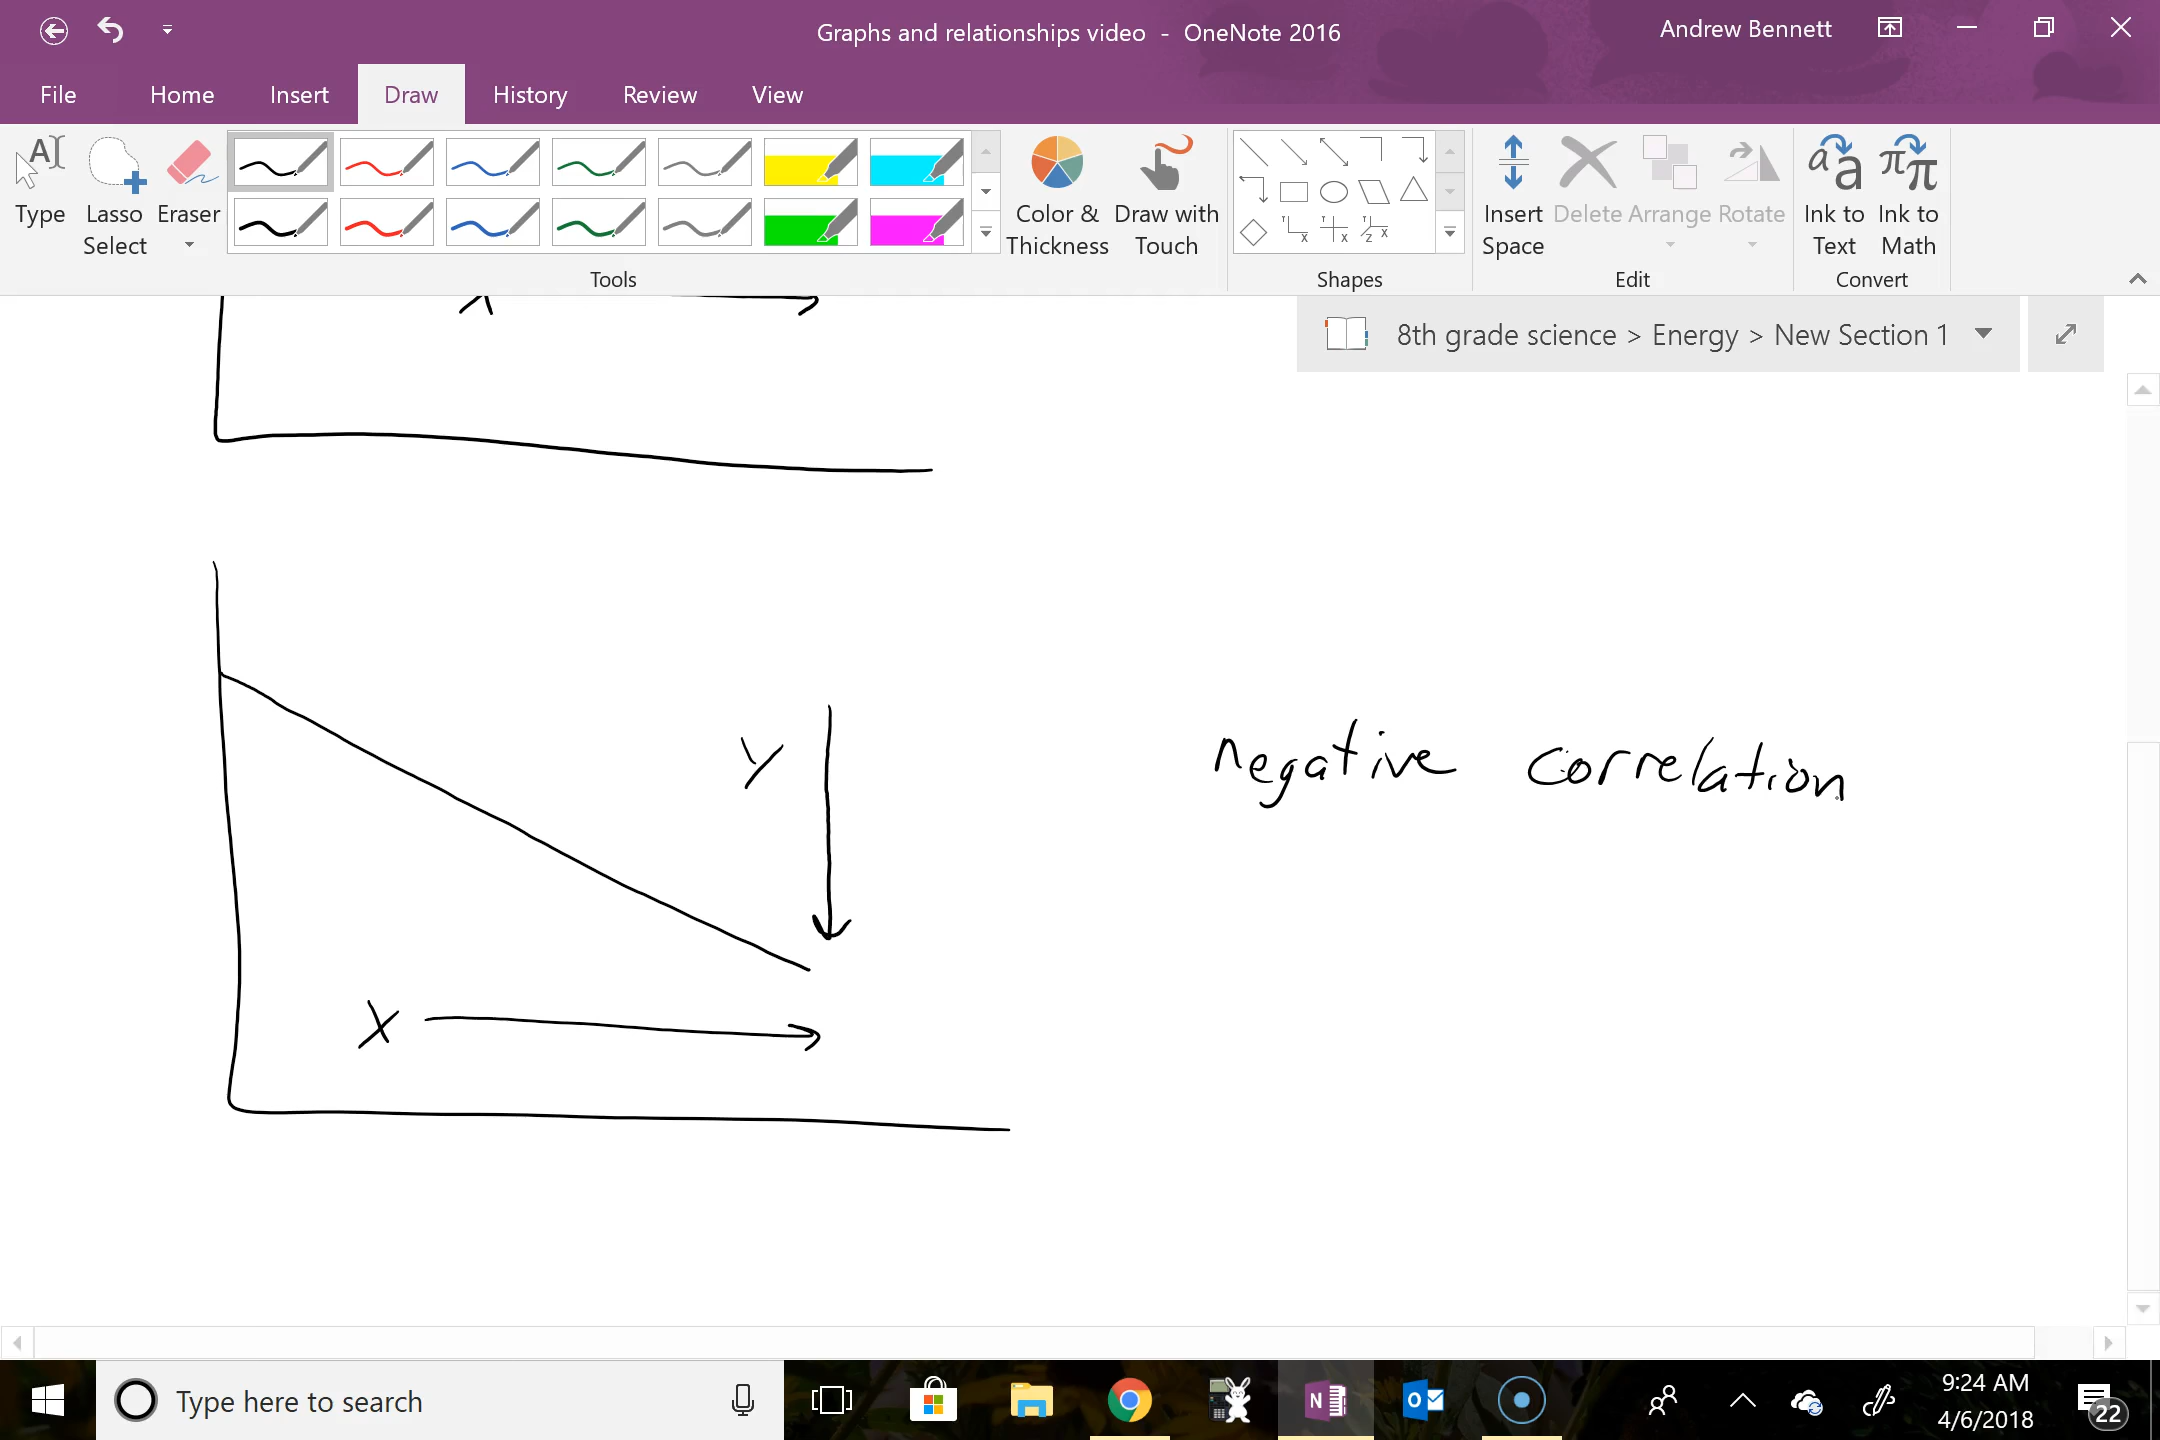 Graphs and relationships video - OneNote 2016
Andrew Bennett
File Home Insert Draw History Review View
Type
Lasso Select
Eraser
Color & Thickness
Draw with Touch
Insert Space
Delete
Arrange
Rotate
Ink to Text
Ink to Math
Tools
Shapes
Edit
Convert
8th grade science > Energy > New Section 1
y
negative correlation
X
Type here to search
9:24 AM
4/6/2018
22